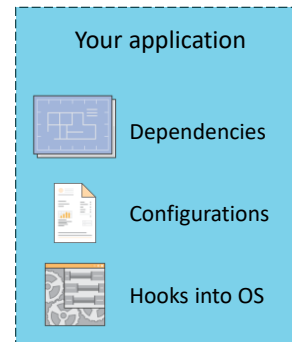 Your application
Dependencies
Configurations
Hooks into OS